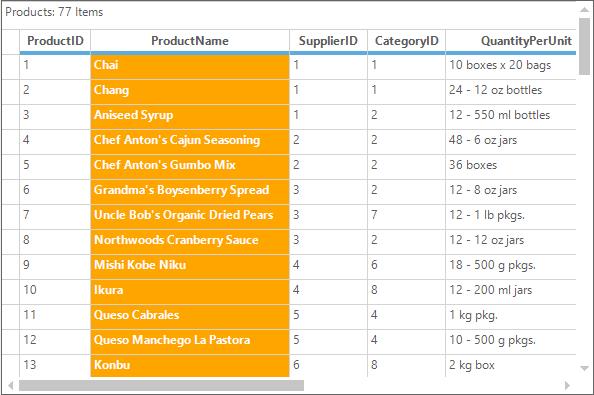 Products: 77 Items
ProductID ProductName SupplierID CategoryID QuantityPerUnit
1 Chai 1 1 10 boxes x 20 bags
2 Chang 1 1 24 - 12 oz bottles
3 Aniseed Syrup 1 2 12 - 550 ml bottles
4 Chef Anton's Cajun Seasoning 2 2 48 - 6 oz jars
5 Chef Anton's Gumbo Mix 2 2 36 boxes
6 Grandma's Boysenberry Spread 3 2 12 - 8 oz jars
7 Uncle Bob's Organic Dried Pears 3 7 12 - 1 lb pkgs.
8 Northwoods Cranberry Sauce 3 2 12 - 12 oz jars
9 Mishi Kobe Niku 4 6 18 - 500 g pkgs.
10 Ikura 4 8 12 - 200 ml jars
11 Queso Cabrales 5 4 1 kg pkg.
12 Queso Manchego La Pastora 5 4 10 - 500 g pkgs.
13 Konbu 6 8 2 kg box